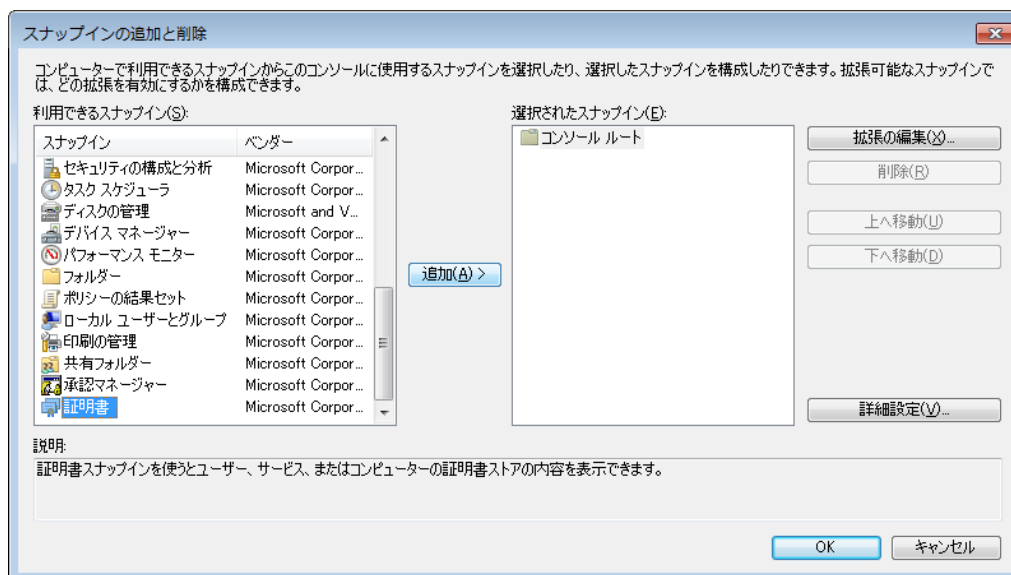 スナップインの追加と削除
コンピューターで利用できるスナップインからこのコンソールに使用するスナップインを選択したり、選択したスナップインを構成したりできます。拡張可能なスナップインで
は、どの拡張を有効にするかを構成できます。
利用できるスナップイン(S):
スナップイン ベンダー
セキュリティの構成と分析 Microsoft Corpor...
タスク スケジューラ Microsoft Corpor...
ディスクの管理 Microsoft and V...
デバイス マネージャー Microsoft Corpor...
パフォーマンス モニター Microsoft Corpor...
フォルダー Microsoft Corpor...
ポリシーの結果セット Microsoft Corpor...
ローカル ユーザーとグループ Microsoft Corpor...
印刷の管理 Microsoft Corpor...
共有フォルダー Microsoft Corpor...
承認マネージャー Microsoft Corpor...
証明書 Microsoft Corpor...
追加(A) >
選択されたスナップイン(E):
コンソール ルート
拡張の編集(X)...
削除(R)
上へ移動(U)
下へ移動(D)
詳細設定(V)...
説明:
証明書スナップインを使うとユーザー、サービス、またはコンピューターの証明書ストアの内容を表示できます。
OK
キャンセル